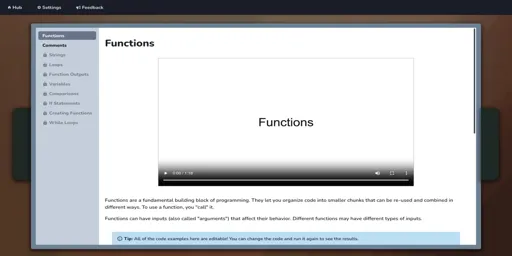 Hub
Settings
Feedback
Functions
Comments
Strings
Loops
Function Gadgets
Variables
Comparisons
If Statements
Creating Functions
While Loops
Functions
Functions
0:00 / 1:18
Functions are a fundamental building block of programming. They let you organize code into smaller chunks that can be re-used and combined in
different ways. To use a function, you "call" it.
Functions can have inputs (also called "arguments") that affect their behavior. Different functions may have different types of inputs.
Tip: All of the code examples here are editable! You can change the code and run it again to see the results.